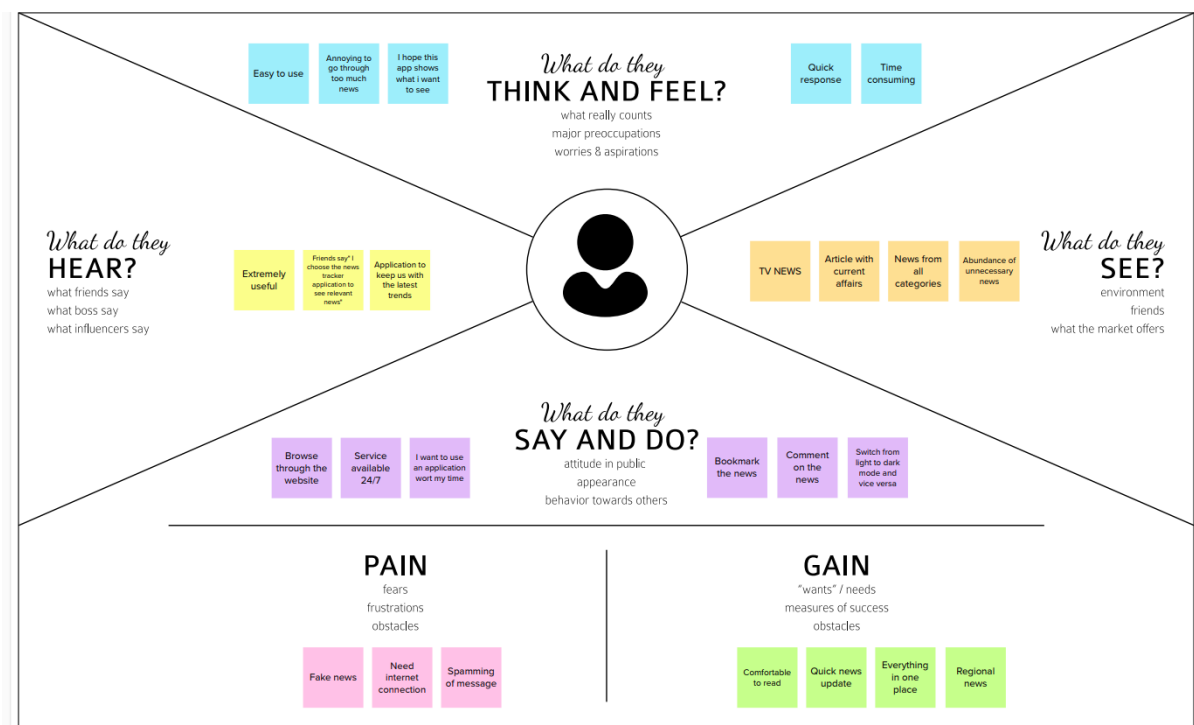 Easy to use
Annoying to
go through
too much
news
I hope this
app shows
what i want
to see
What do they
THINK AND FEEL?
what really counts
major preoccupations
worries & aspirations
Quick
response
Time
consuming
What do they
HEAR?
what friends say
what boss say
what influencers say
Extremely
useful
Friends say" I
choose the news
tracker
application to
see relevant
news"
Application to
keep us with
the latest
trends
TV NEWS
Article with
current
affairs
News from
all
categories
Abundance of
unnecessary
news
What do they
SEE?
environment
friends
what the market offers
What do they
SAY AND DO?
attitude in public
appearance
behavior towards others
Browse
through the
website
Service
available
24/7
I want to use
an application
wort my time
Bookmark
the news
Comment
on the
news
Switch from
light to dark
mode and
vice versa
PAIN
fears
frustrations
obstacles
Fake news
Need
internet
connection
Spamming
of message
GAIN
"wants" / needs
measures of success
obstacles
Comfortable
to read
Quick news
update
Everything
in one
place
Regional
news